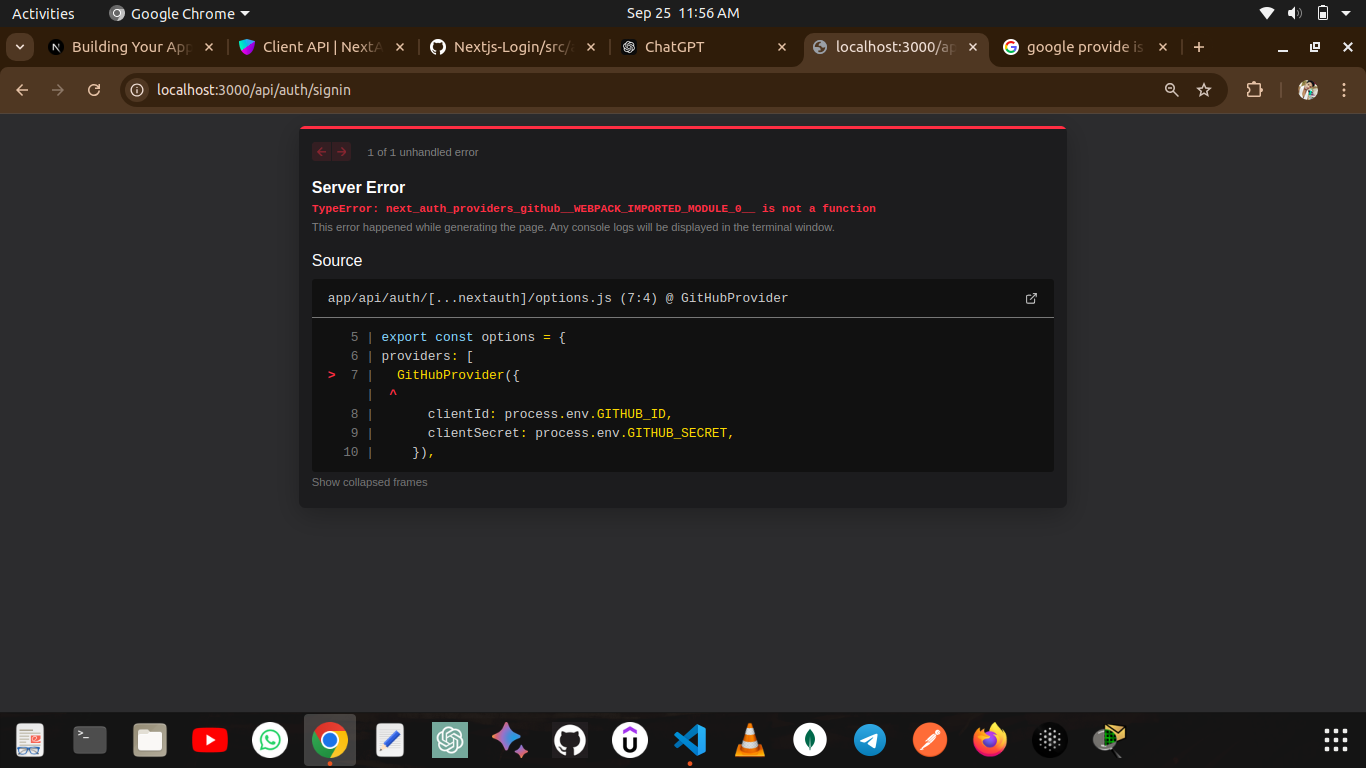 Activities
Google Chrome
Sep 25 11:56 AM
Building Your App
Client API | NextA
Nextjs-Login/src/a
ChatGPT
localhost:3000/ap
google provide is
localhost:3000/api/auth/signin
1 of 1 unhandled error
Server Error
TypeError: next_auth_providers_github__WEBPACK_IMPORTED_MODULE_0__ is not a function
This error happened while generating the page. Any console logs will be displayed in the terminal window.
Source
app/api/auth/[...nextauth]/options.js (7:4) @ GitHubProvider
5 | export const options = {
6 | providers: [
> 7 | GitHubProvider({
| ^
8 | clientId: process.env.GITHUB_ID,
9 | clientSecret: process.env.GITHUB_SECRET,
10 | }),
Show collapsed frames